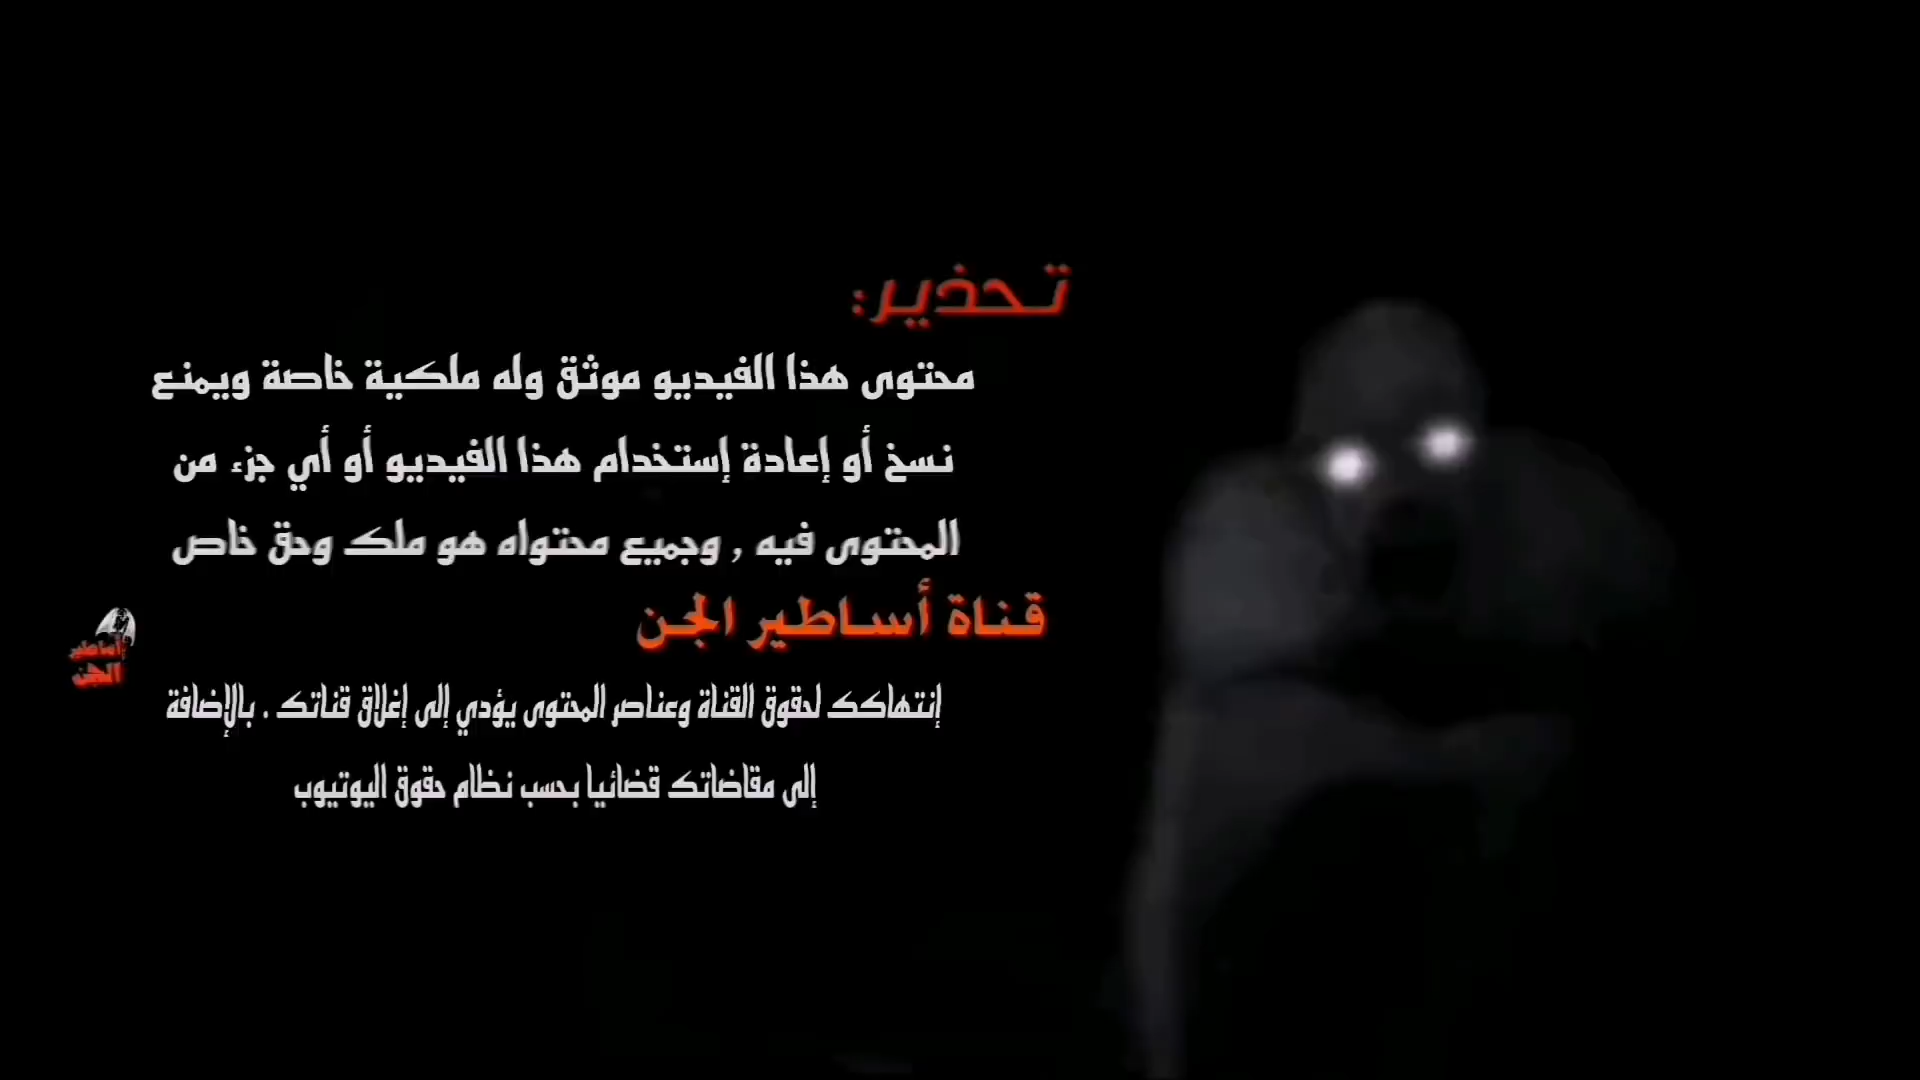 تحذير:
محتوى هذا الفيديو موثق وله ملكية خاصة ويمنع
نسخ أو إعادة إستخدام هذا الفيديو أو أي جزء من
المحتوى فيه , وجميع محتواه هو ملك وحق خاص
قناة أساطير الجن
إنتهاكك لحقوق القناة وعناصر المحتوى يؤدي إلى إغلاق قناتك . بالإضافة
إلى مقاضاتك قضائيا بحسب نظام حقوق اليوتيوب
أساطير
الجن